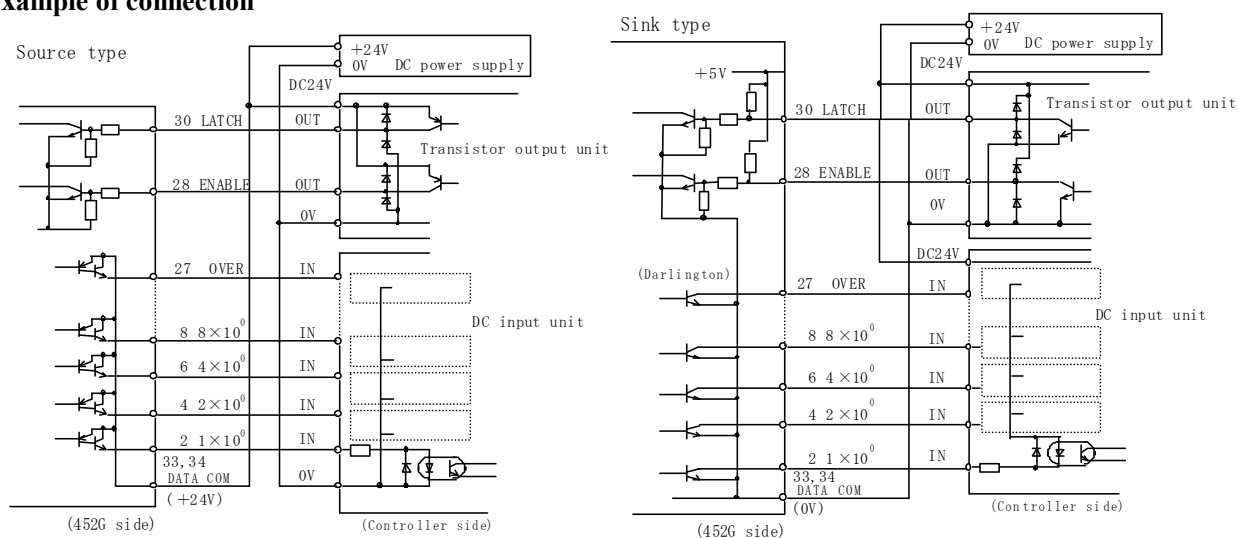 xample of connection
Source type
+24V
0V DC power supply
DC24V
30 LATCH OUT
Transistor output unit
28 ENABLE OUT
0V
27 OVER IN
DC input unit
8 8×10⁰ IN
6 4×10⁰ IN
4 2×10⁰ IN
2 1×10⁰ IN
33,34
DATA COM 0V
(+24V)
(452G side) (Controller side)
Sink type
+24V
0V DC power supply
DC24V
+5V
30 LATCH OUT
Transistor output unit
28 ENABLE OUT
0V
DC24V
(Darlington)
27 OVER IN
DC input unit
8 8×10⁰ IN
6 4×10⁰ IN
4 2×10⁰ IN
2 1×10⁰ IN
33,34
DATA COM
(0V)
(452G side) (Controller side)